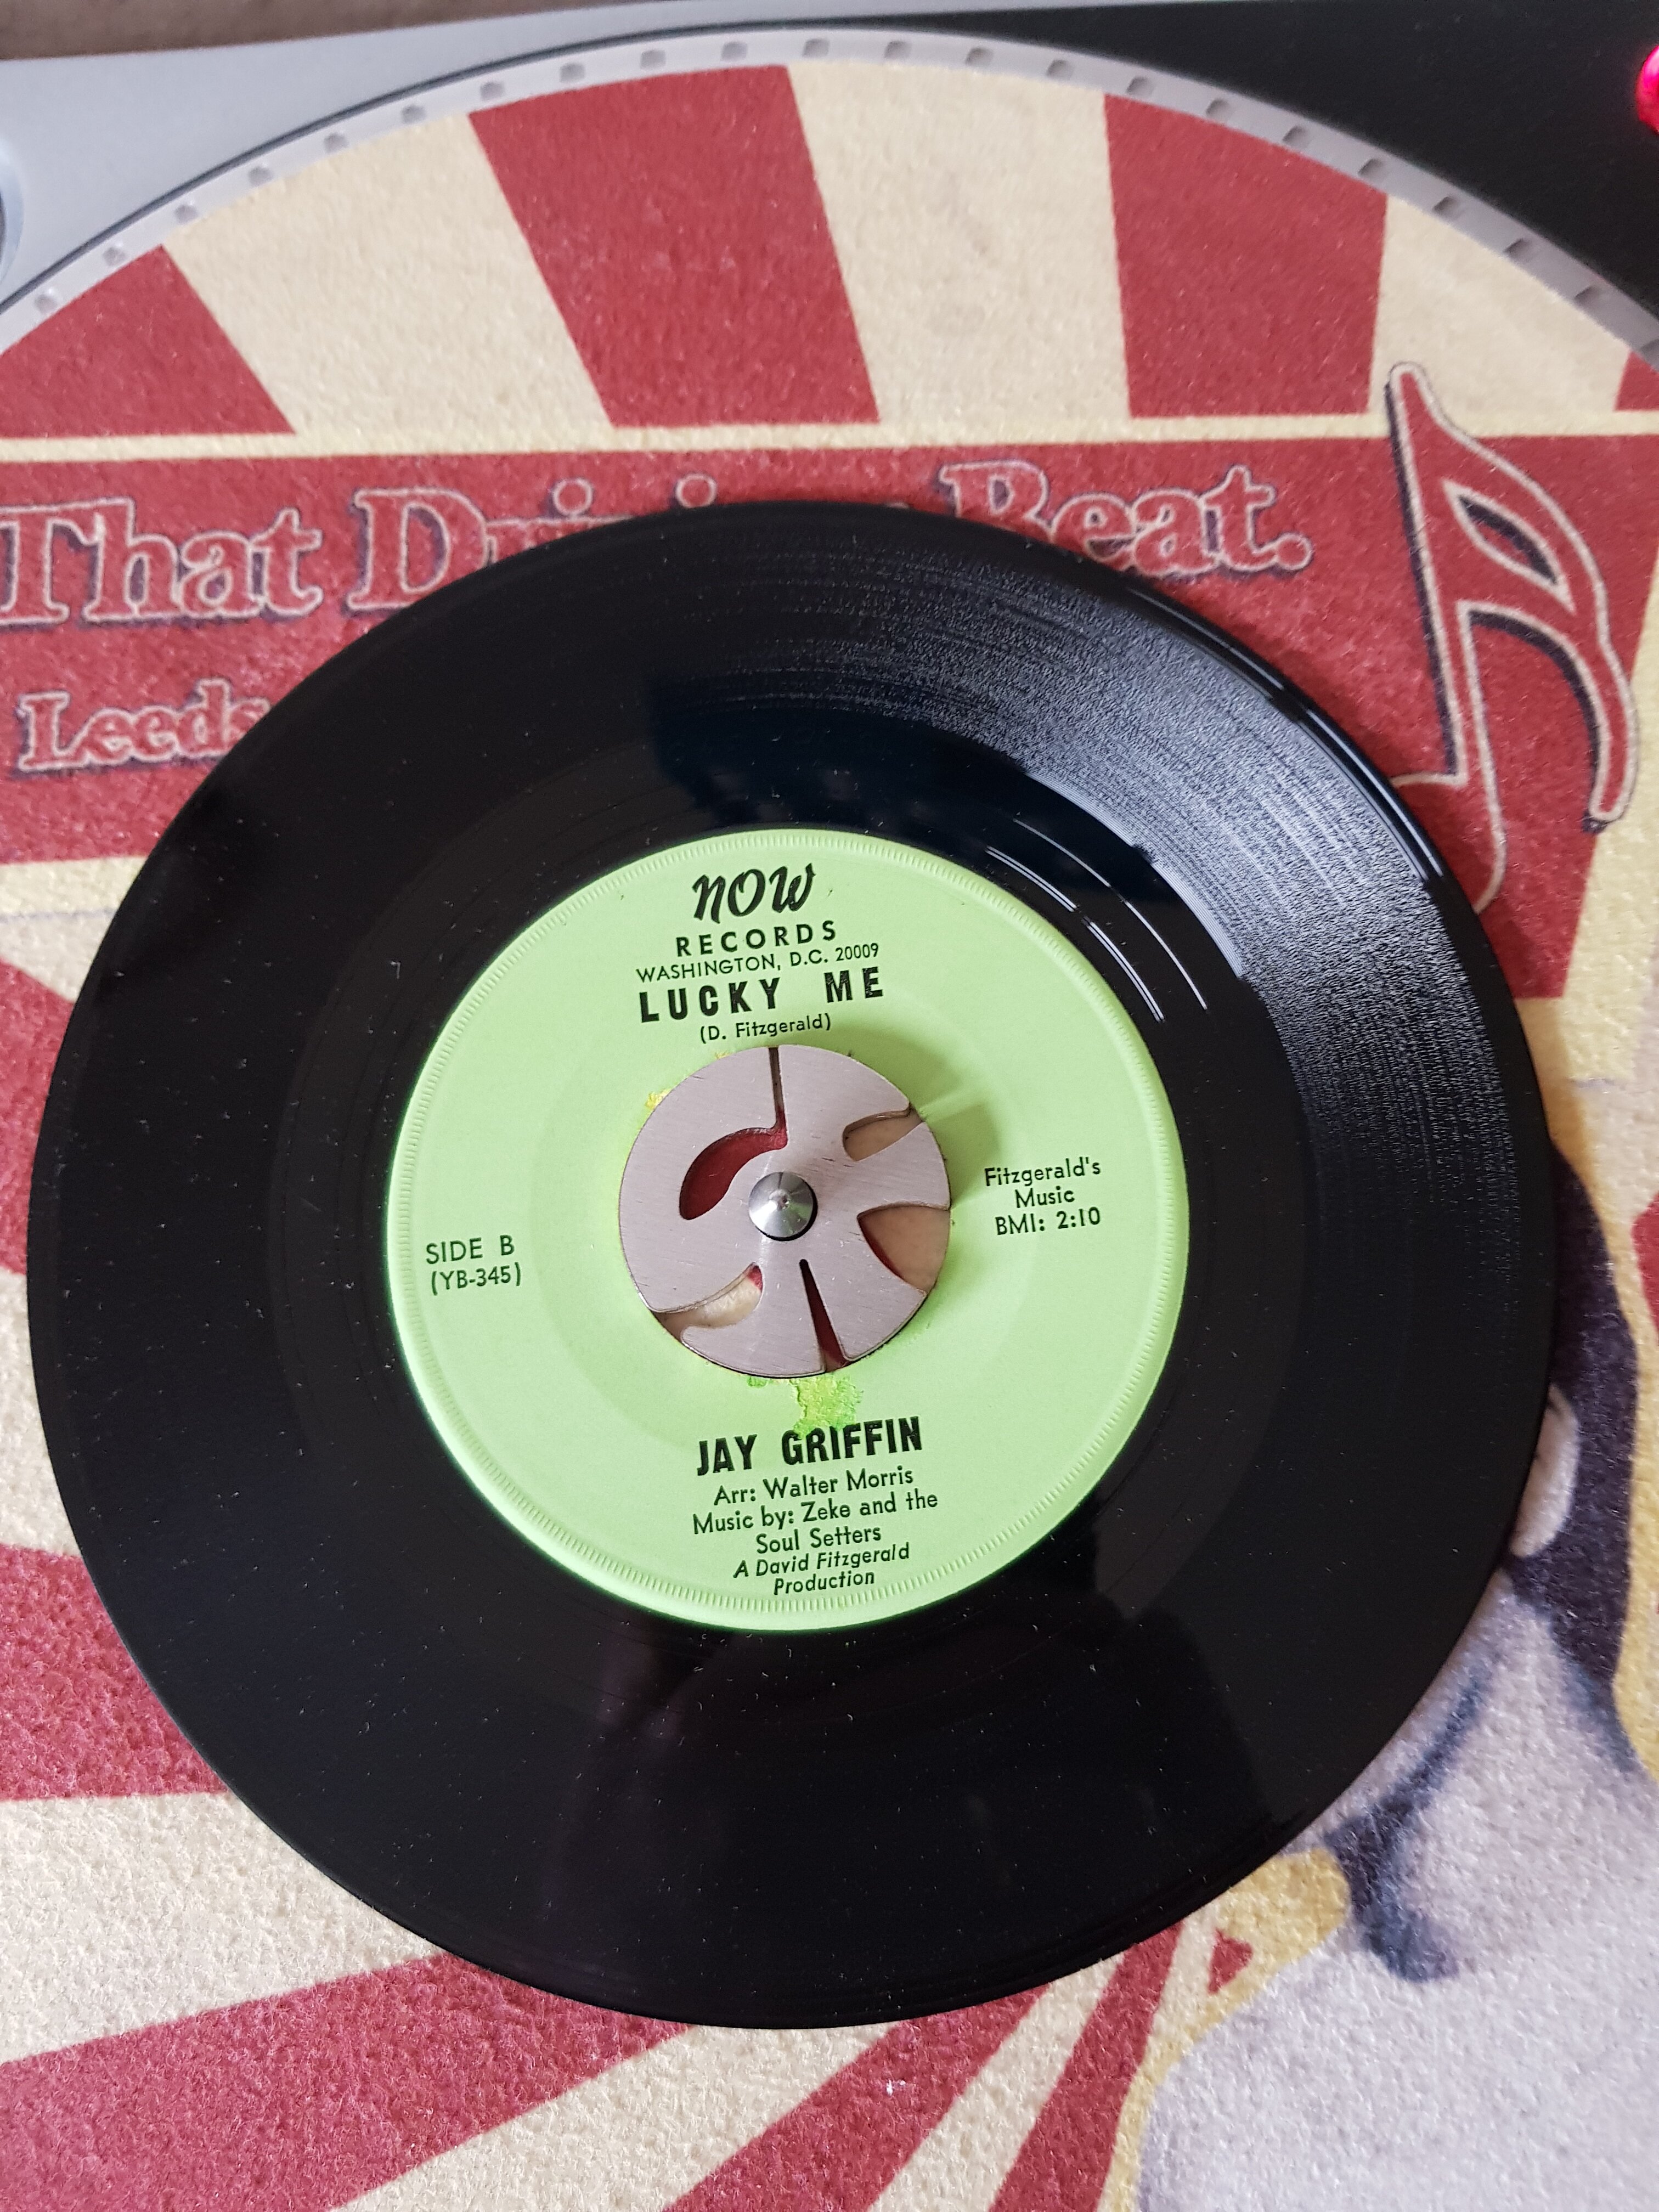 That Beat.
Leeds
NOW
RECORDS
WASHINGTON, D.C. 20009
LUCKY ME
(D. Fitzgerald)
SIDE B
(YB-345)
Fitzgerald's
Music
BMI: 2:10
JAY GRIFFIN
Arr: Walter Morris
Music by: Zeke and the
Soul Setters
A David Fitzgerald
Production